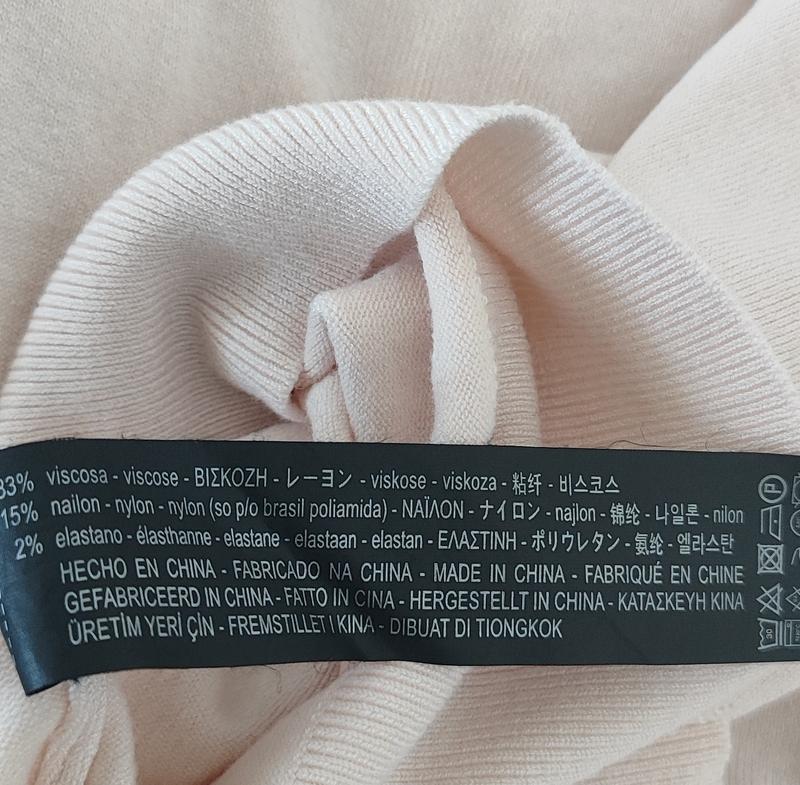 83% viscosa - viscose - ΒΙΣΚΟΖΗ - レーヨン - viskose - viskoza - 粘纤 - 비스코스
15% nailon - nylon - nylon (so p/o brasil poliamida) - ΝΑΪΛΟΝ - ナイロン - najlon - 锦纶 - 나일론 - nilon
2% elastano - élasthanne - elastane - elastaan - elastan - ΕΛΑΣΤΙΝΗ - ポリウレタン - 氨纶 - 엘라스탄
HECHO EN CHINA - FABRICADO NA CHINA - MADE IN CHINA - FABRIQUÉ EN CHINE
GEFABRICEERD IN CHINA - FATTO IN CINA - HERGESTELLT IN CHINA - ΚΑΤΑΣΚΕΥΗ ΚΙΝΑ
ÜRETİM YERİ ÇİN - FREMSTILLET I KINA - DIBUAT DI TIONGKOK